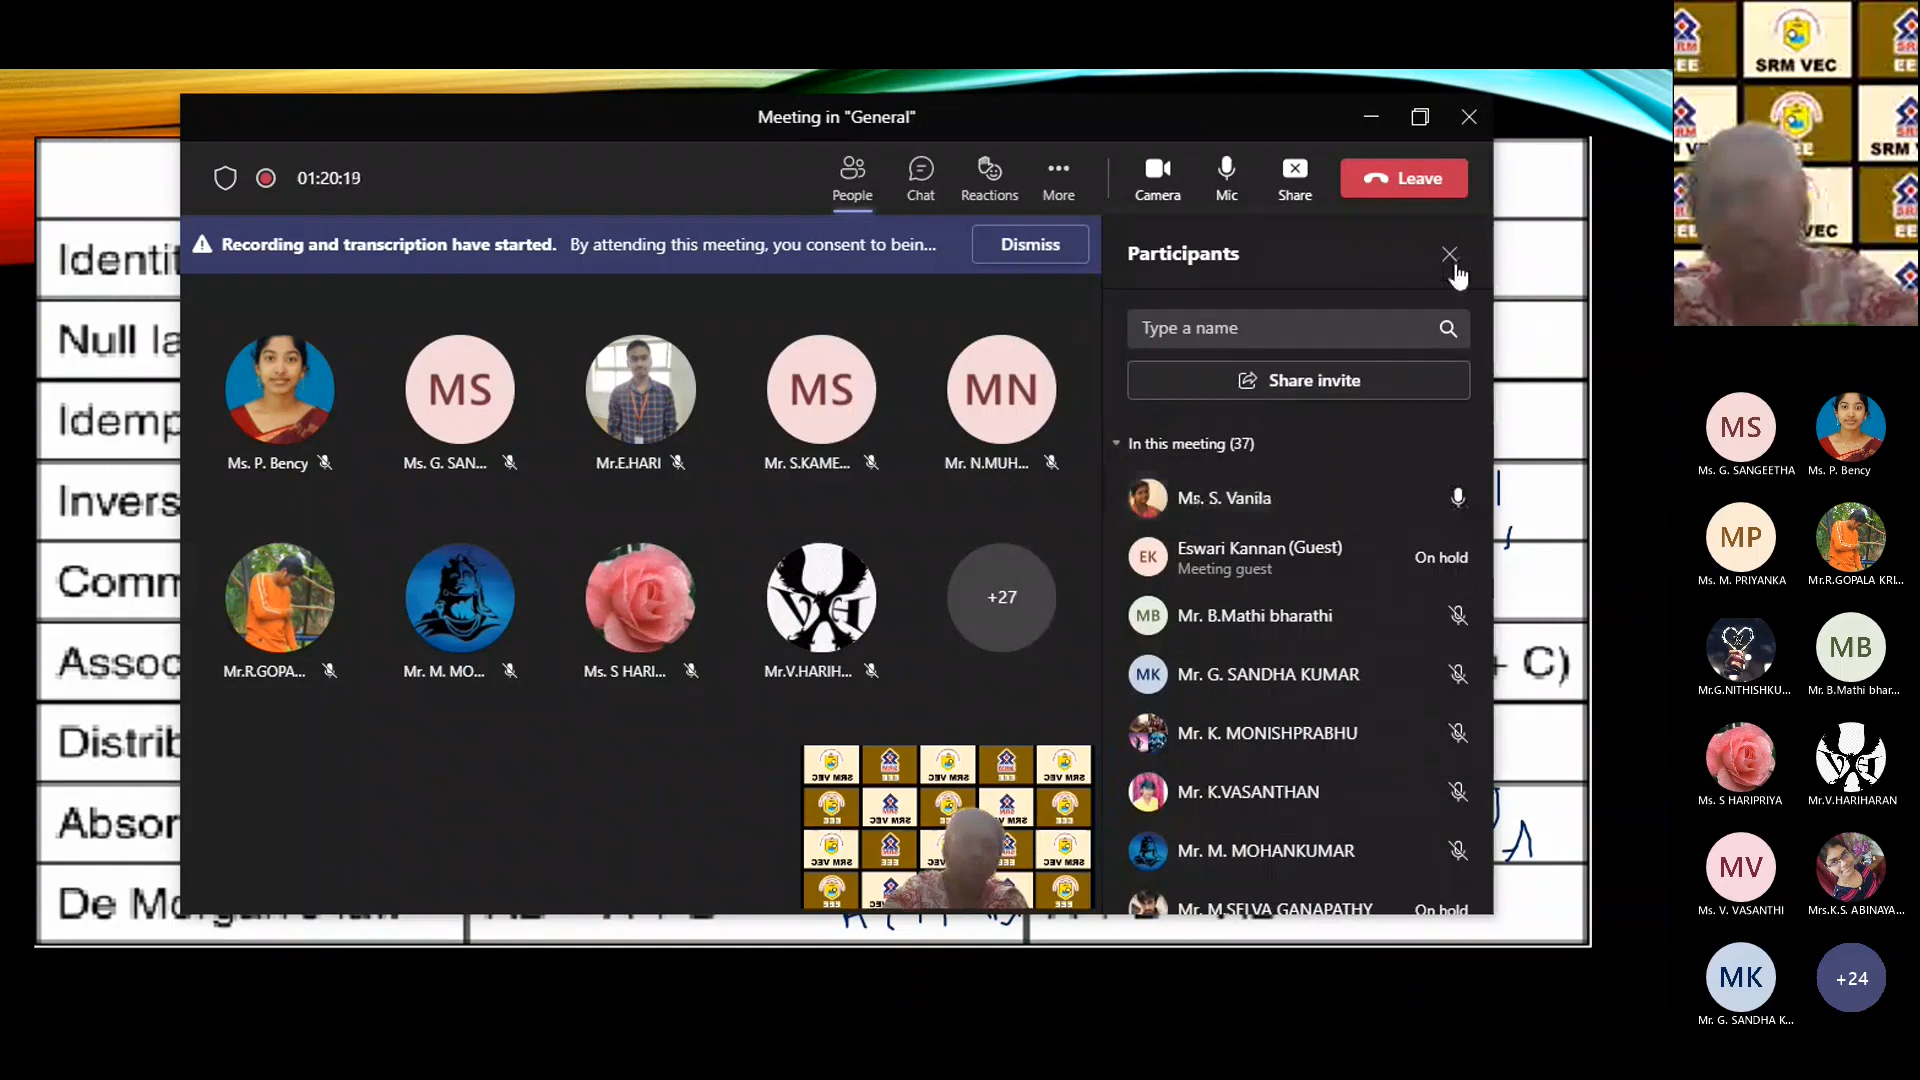 Meeting in "General"
01:20:19
People
Chat
Reactions
More
Camera
Mic
Share
Leave
Recording and transcription have started. By attending this meeting, you consent to bein...
Dismiss
Participants
Type a name
Share invite
In this meeting (37)
Ms. S. Vanila
EK
Eswari Kannan (Guest)
Meeting guest
On hold
MB
Mr. B.Mathi bharathi
MK
Mr. G. SANDHA KUMAR
Mr. K. MONISHPRABHU
Mr. K.VASANTHAN
Mr. M. MOHANKUMAR
Mr. M.SELVA GANAPATHY
On hold
MS
MS
MN
Ms. P. Bency
Ms. G. SAN...
Mr.E.HARI
Mr. S.KAME...
Mr. N.MUH...
VH
+27
Mr.R.GOPA...
Mr. M. MO...
Ms. S HARI...
Mr.V.HARIH...
Identit
Null la
Idemp
Invers
Comm
Assoc
+ C)
Distrib
Absor
De Mo
SRM VEC
EEE
MS
Ms. G. SANGEETHA
Ms. P. Bency
MP
Ms. M. PRIYANKA
Mr.R.GOPALA KRI...
MB
Mr.G.NITHISHKU...
Mr. B.Mathi bhar...
VH
Ms. S HARIPRIYA
Mr.V.HARIHARAN
MV
Ms. V. VASANTHI
Mrs.K.S. ABINAYA...
MK
+24
Mr. G. SANDHA K...